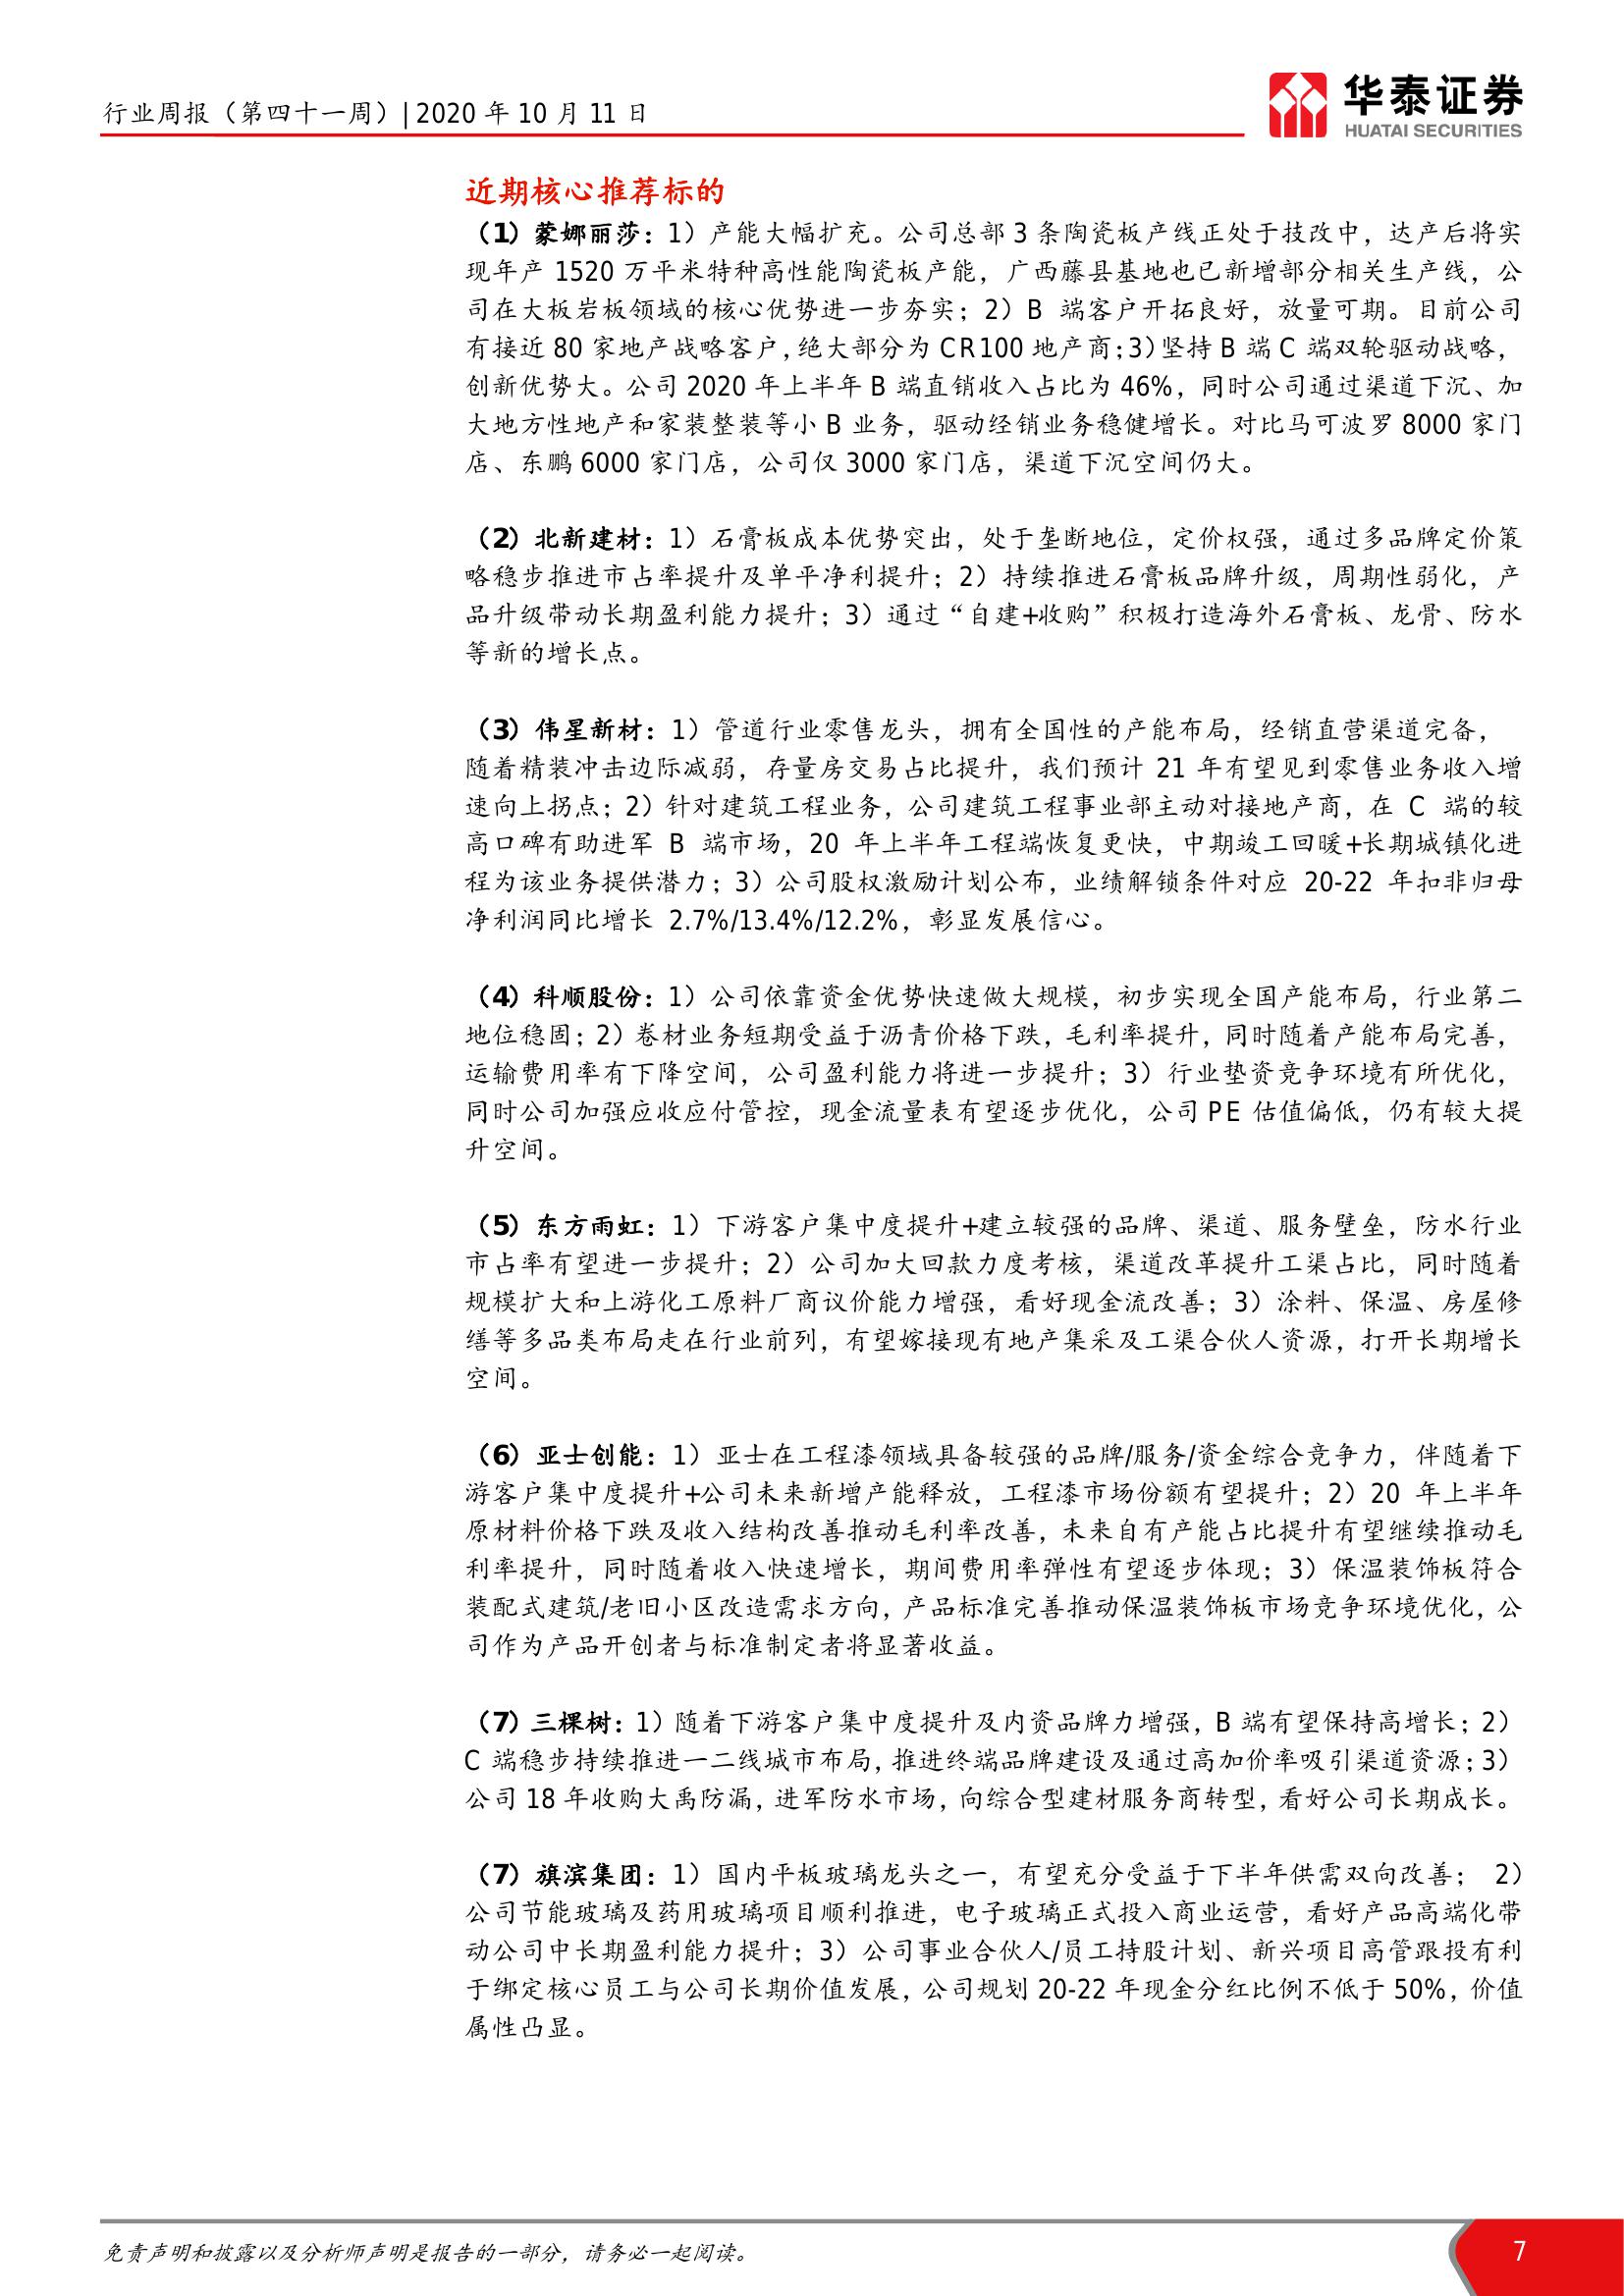 行业周报（第四十一周）| 2020 年 10 月 11 日
华泰证券
HUATAI SECURITIES
近期核心推荐标的
（1）蒙娜丽莎：1）产能大幅扩充。公司总部 3 条陶瓷板产线正处于技改中，达产后将实
现年产 1520 万平米特种高性能陶瓷板产能，广西藤县基地也已新增部分相关生产线，公
司在大板岩板领域的核心优势进一步夯实；2）B 端客户开拓良好，放量可期。目前公司
有接近 80 家地产战略客户，绝大部分为 CR100 地产商；3）坚持 B 端 C 端双轮驱动战略，
创新优势大。公司 2020 年上半年 B 端直销收入占比为 46%，同时公司通过渠道下沉、加
大地方性地产和家装整装等小 B 业务，驱动经销业务稳健增长。对比马可波罗 8000 家门
店、东鹏 6000 家门店，公司仅 3000 家门店，渠道下沉空间仍大。
（2）北新建材：1）石膏板成本优势突出，处于垄断地位，定价权强，通过多品牌定价策
略稳步推进市占率提升及单平净利提升；2）持续推进石膏板品牌升级，周期性弱化，产
品升级带动长期盈利能力提升；3）通过“自建+收购”积极打造海外石膏板、龙骨、防水
等新的增长点。
（3）伟星新材：1）管道行业零售龙头，拥有全国性的产能布局，经销直营渠道完备，
随着精装冲击边际减弱，存量房交易占比提升，我们预计 21 年有望见到零售业务收入增
速向上拐点；2）针对建筑工程业务，公司建筑工程事业部主动对接地产商，在 C 端的较
高口碑有助进军 B 端市场，20 年上半年工程端恢复更快，中期竣工回暖+长期城镇化进
程为该业务提供潜力；3）公司股权激励计划公布，业绩解锁条件对应 20-22 年扣非归母
净利润同比增长 2.7%/13.4%/12.2%，彰显发展信心。
（4）科顺股份：1）公司依靠资金优势快速做大规模，初步实现全国产能布局，行业第二
地位稳固；2）卷材业务短期受益于沥青价格下跌，毛利率提升，同时随着产能布局完善，
运输费用率有下降空间，公司盈利能力将进一步提升；3）行业垫资竞争环境有所优化，
同时公司加强应收应付管控，现金流量表有望逐步优化，公司 PE 估值偏低，仍有较大提
升空间。
（5）东方雨虹：1）下游客户集中度提升+建立较强的品牌、渠道、服务壁垒，防水行业
市占率有望进一步提升；2）公司加大回款力度考核，渠道改革提升工渠占比，同时随着
规模扩大和上游化工原料厂商议价能力增强，看好现金流改善；3）涂料、保温、房屋修
缮等多品类布局走在行业前列，有望嫁接现有地产集采及工渠合伙人资源，打开长期增长
空间。
（6）亚士创能：1）亚士在工程漆领域具备较强的品牌/服务/资金综合竞争力，伴随着下
游客户集中度提升+公司未来新增产能释放，工程漆市场份额有望提升；2）20 年上半年
原材料价格下跌及收入结构改善推动毛利率改善，未来自有产能占比提升有望继续推动毛
利率提升，同时随着收入快速增长，期间费用率弹性有望逐步体现；3）保温装饰板符合
装配式建筑/老旧小区改造需求方向，产品标准完善推动保温装饰板市场竞争环境优化，公
司作为产品开创者与标准制定者将显著收益。
（7）三棵树：1）随着下游客户集中度提升及内资品牌力增强，B 端有望保持高增长；2）
C 端稳步持续推进一二线城市布局，推进终端品牌建设及通过高加价率吸引渠道资源；3）
公司 18 年收购大禹防漏，进军防水市场，向综合型建材服务商转型，看好公司长期成长。
（7）旗滨集团：1）国内平板玻璃龙头之一，有望充分受益于下半年供需双向改善； 2）
公司节能玻璃及药用玻璃项目顺利推进，电子玻璃正式投入商业运营，看好产品高端化带
动公司中长期盈利能力提升；3）公司事业合伙人/员工持股计划、新兴项目高管跟投有利
于绑定核心员工与公司长期价值发展，公司规划 20-22 年现金分红比例不低于 50%，价值
属性凸显。
免责声明和披露以及分析师声明是报告的一部分，请务必一起阅读。
7